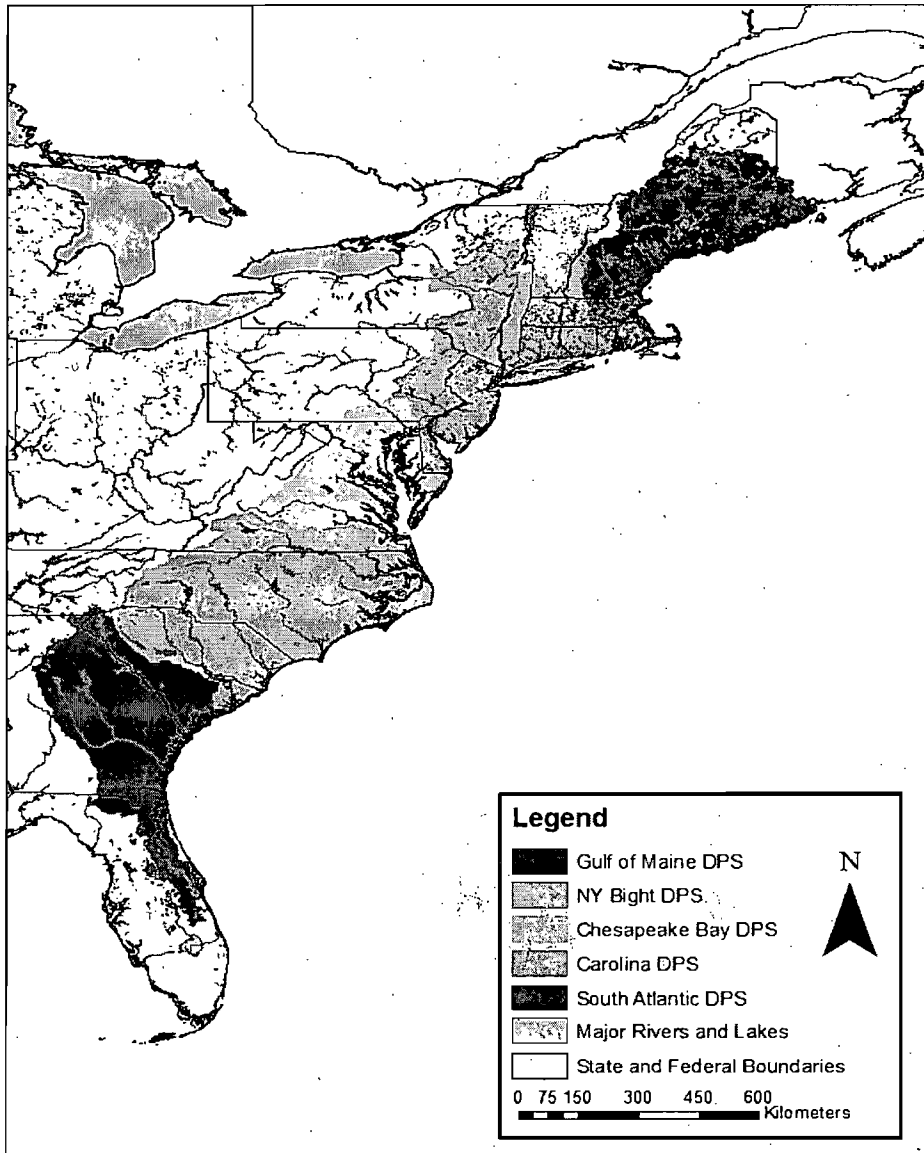 Legend
Gulf of Maine DPS
NY Bight DPS
Chesapeake Bay DPS
Carolina DPS
South Atlantic DPS
Major Rivers and Lakes
State and Federal Boundaries
N
0 75 150 300 450 600
Kilometers